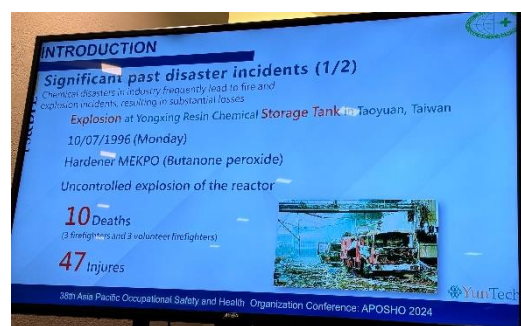 INTRODUCTION
Significant past disaster incidents (1/2)
Chemical disasters in industry frequently lead to fire and
explosion incidents, resulting in substantial losses
Explosion at Yongxing Resin Chemical Storage Tank in Taoyuan, Taiwan
10/07/1996 (Monday)
Hardener MEKPO (Butanone peroxide)
Uncontrolled explosion of the reactor
10 Deaths
(3 firefighters and 3 volunteer firefighters)
47 Injures
YunTech
38th Asia Pacific Occupational Safety and Health Organization Conference: APOSHO 2024